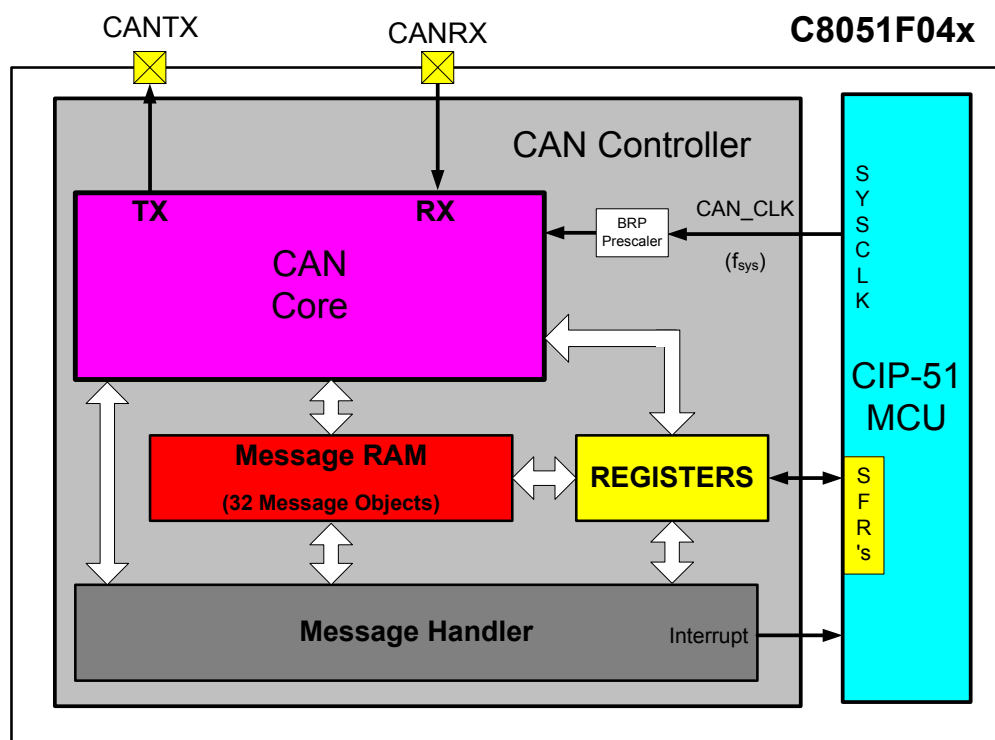 CANTX
CANRX
C8051F04x
CAN Controller
TX
RX
CAN
Core
BRP
Prescaler
CAN_CLK
(fsys)
S
Y
S
C
L
K
CIP-51
MCU
Message RAM
(32 Message Objects)
REGISTERS
S
F
R
's
Message Handler
Interrupt